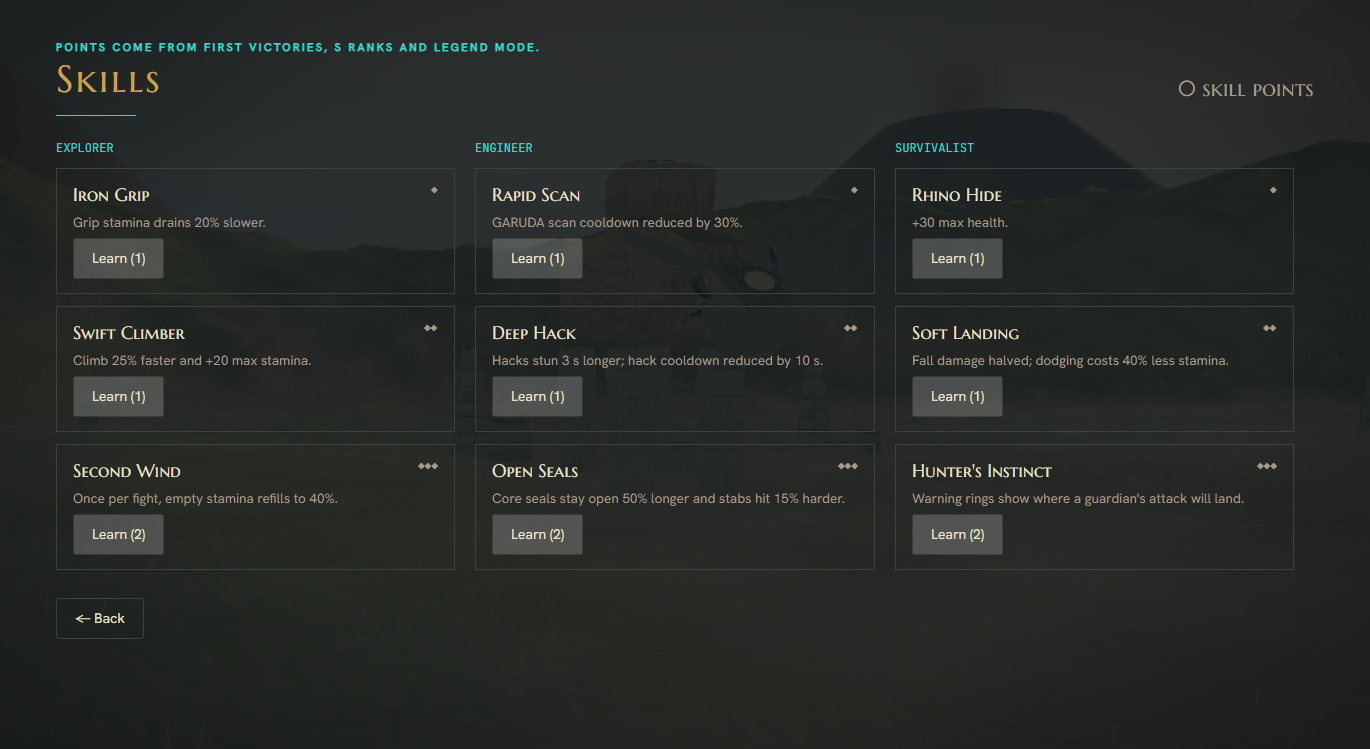 POINTS COME FROM FIRST VICTORIES, S RANKS AND LEGEND MODE.
Skills
0 SKILL POINTS
EXPLORER
Iron Grip
Grip stamina drains 20% slower.
Learn (1)
Swift Climber
Climb 25% faster and +20 max stamina.
Learn (1)
Second Wind
Once per fight, empty stamina refills to 40%.
Learn (2)
ENGINEER
Rapid Scan
GARUDA scan cooldown reduced by 30%.
Learn (1)
Deep Hack
Hacks stun 3 s longer; hack cooldown reduced by 10 s.
Learn (1)
Open Seals
Core seals stay open 50% longer and stabs hit 15% harder.
Learn (2)
SURVIVALIST
Rhino Hide
+30 max health.
Learn (1)
Soft Landing
Fall damage halved; dodging costs 40% less stamina.
Learn (1)
Hunter's Instinct
Warning rings show where a guardian's attack will land.
Learn (2)
← Back